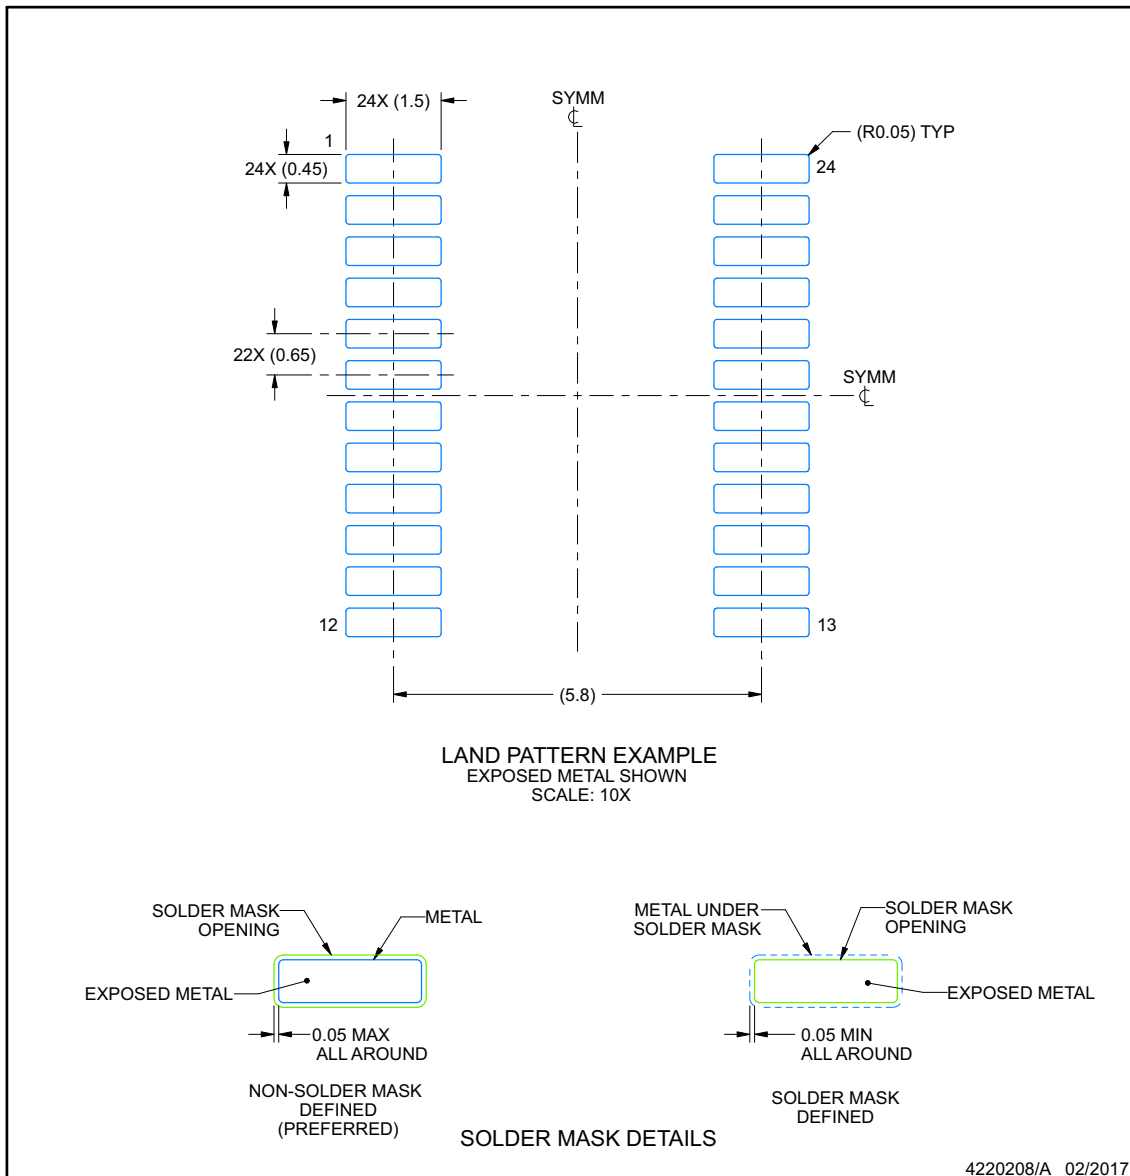 24X (1.5)
SYMM
℄
(R0.05) TYP
1
24X (0.45)
24
22X (0.65)
SYMM
℄
12
13
(5.8)
LAND PATTERN EXAMPLE
EXPOSED METAL SHOWN
SCALE: 10X
SOLDER MASK
OPENING
METAL
EXPOSED METAL
0.05 MAX
ALL AROUND
NON-SOLDER MASK
DEFINED
(PREFERRED)
METAL UNDER
SOLDER MASK
SOLDER MASK
OPENING
EXPOSED METAL
0.05 MIN
ALL AROUND
SOLDER MASK
DEFINED
SOLDER MASK DETAILS
4220208/A 02/2017